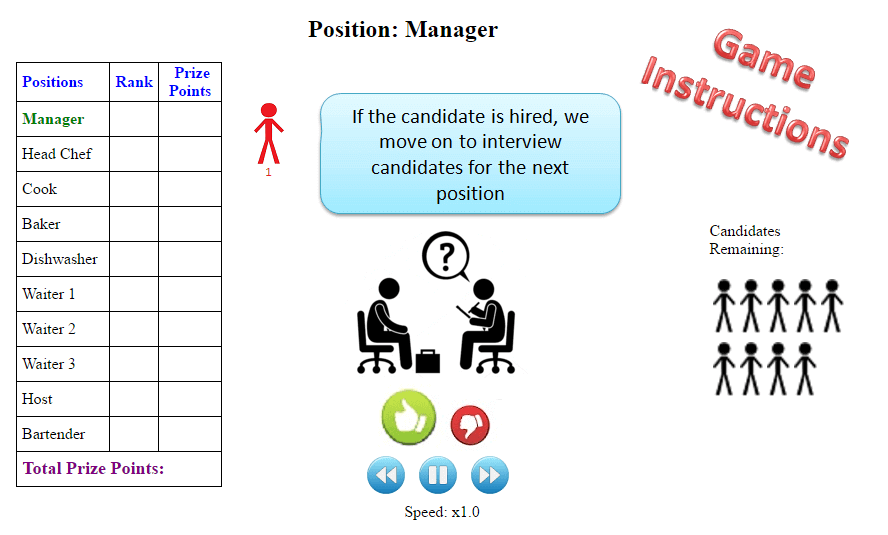 Position: Manager
Game
Instructions
Positions Rank Prize Points
Manager
Head Chef
Cook
Baker
Dishwasher
Waiter 1
Waiter 2
Waiter 3
Host
Bartender
Total Prize Points:
1
If the candidate is hired, we
move on to interview
candidates for the next
position
?
Candidates
Remaining:
Speed: x1.0